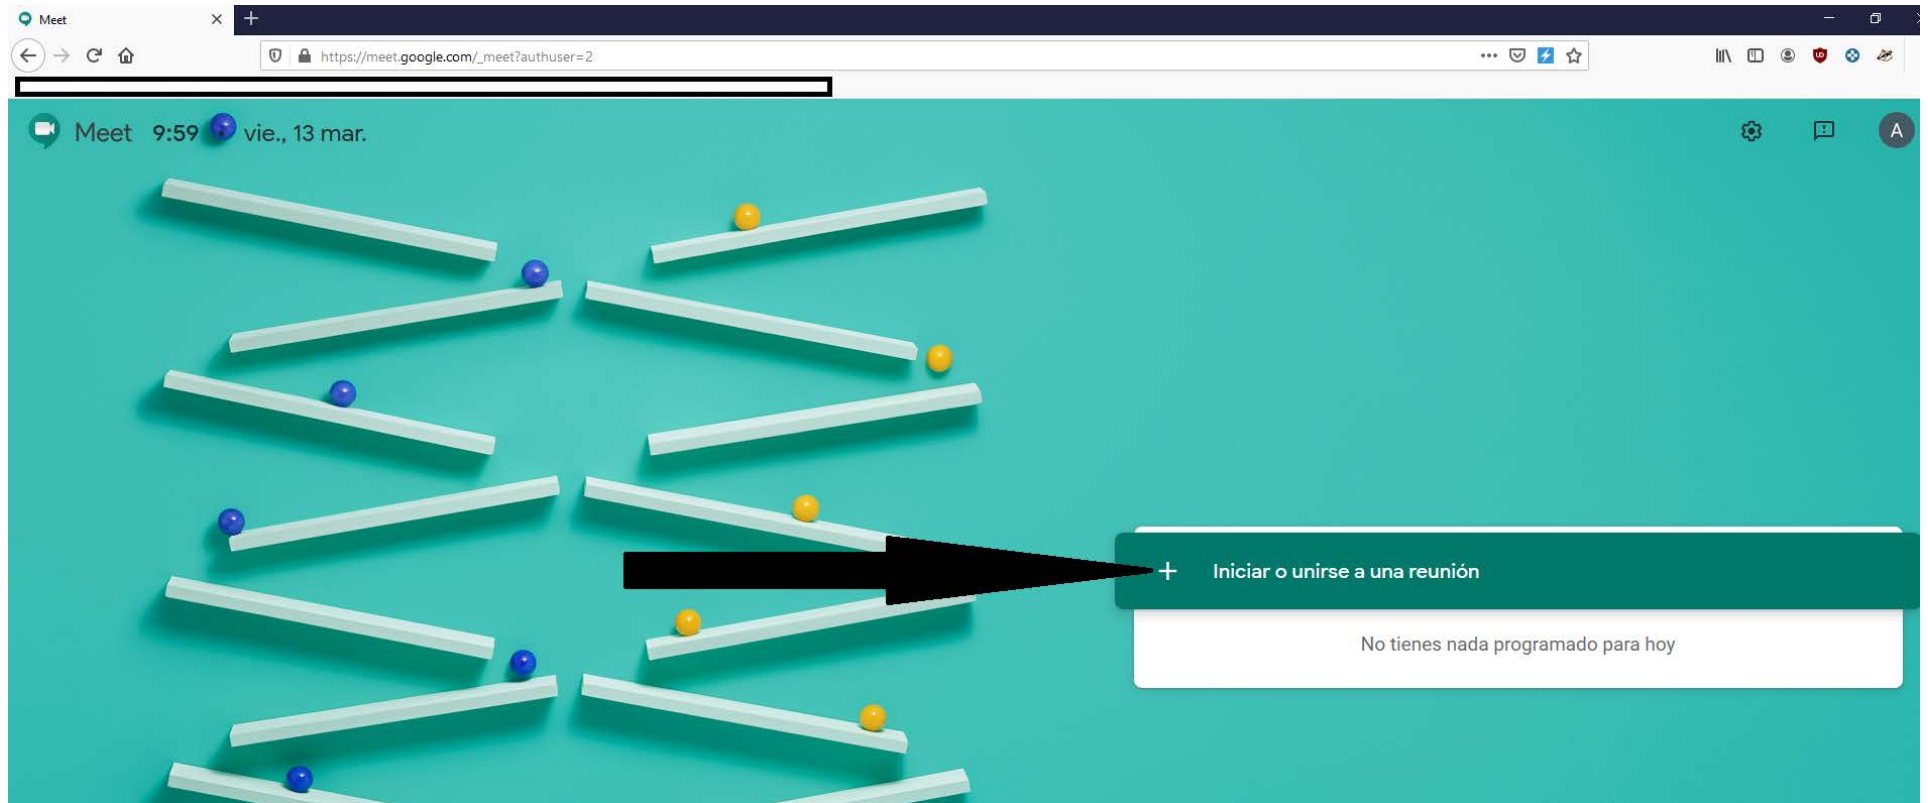 Meet
https://meet.google.com/_meet?authuser=2
Meet 9:59 vie., 13 mar.
A
Iniciar o unirse a una reunión
No tienes nada programado para hoy